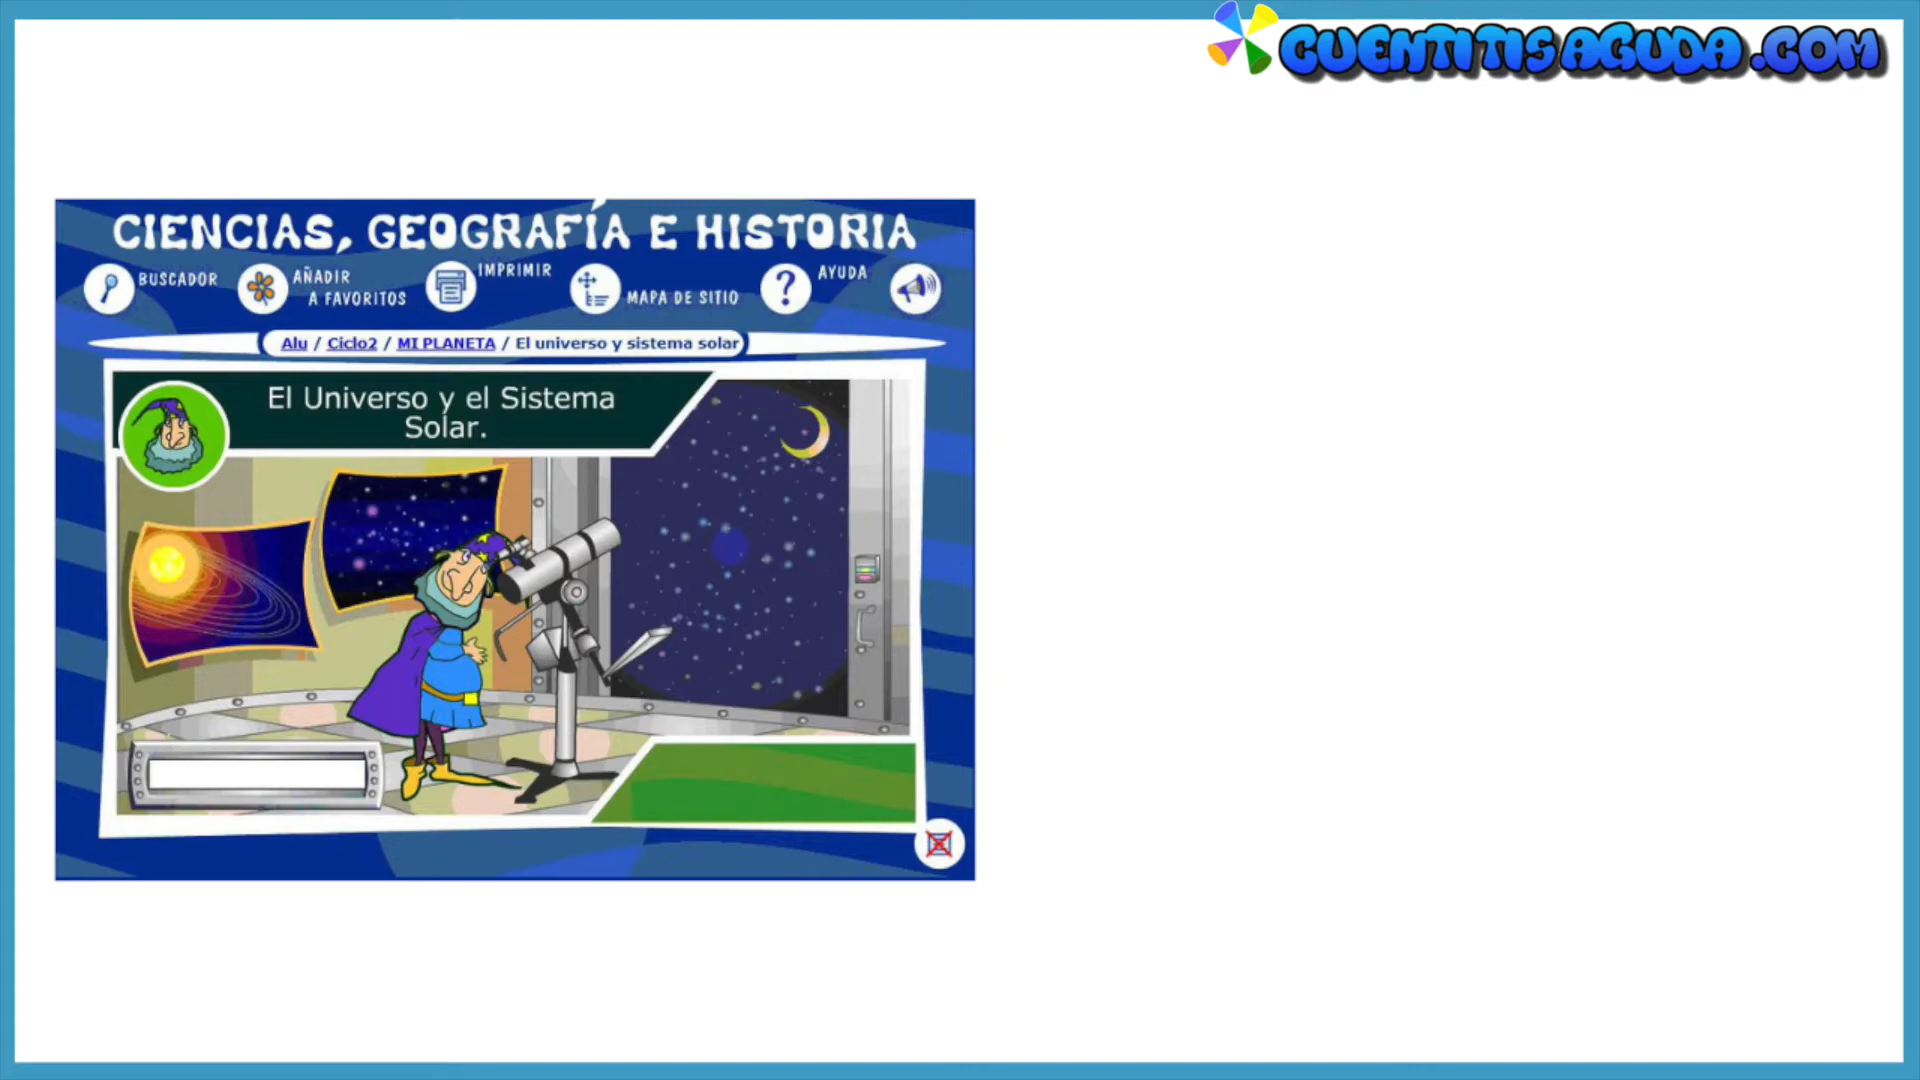 CUENTITISAGUDA.COM
CIENCIAS, GEOGRAFÍA E HISTORIA
BUSCADOR
AÑADIR
A FAVORITOS
IMPRIMIR
MAPA DE SITIO
?
AYUDA
Alu / Ciclo2 / MI PLANETA / El universo y sistema solar
El Universo y el Sistema
Solar.